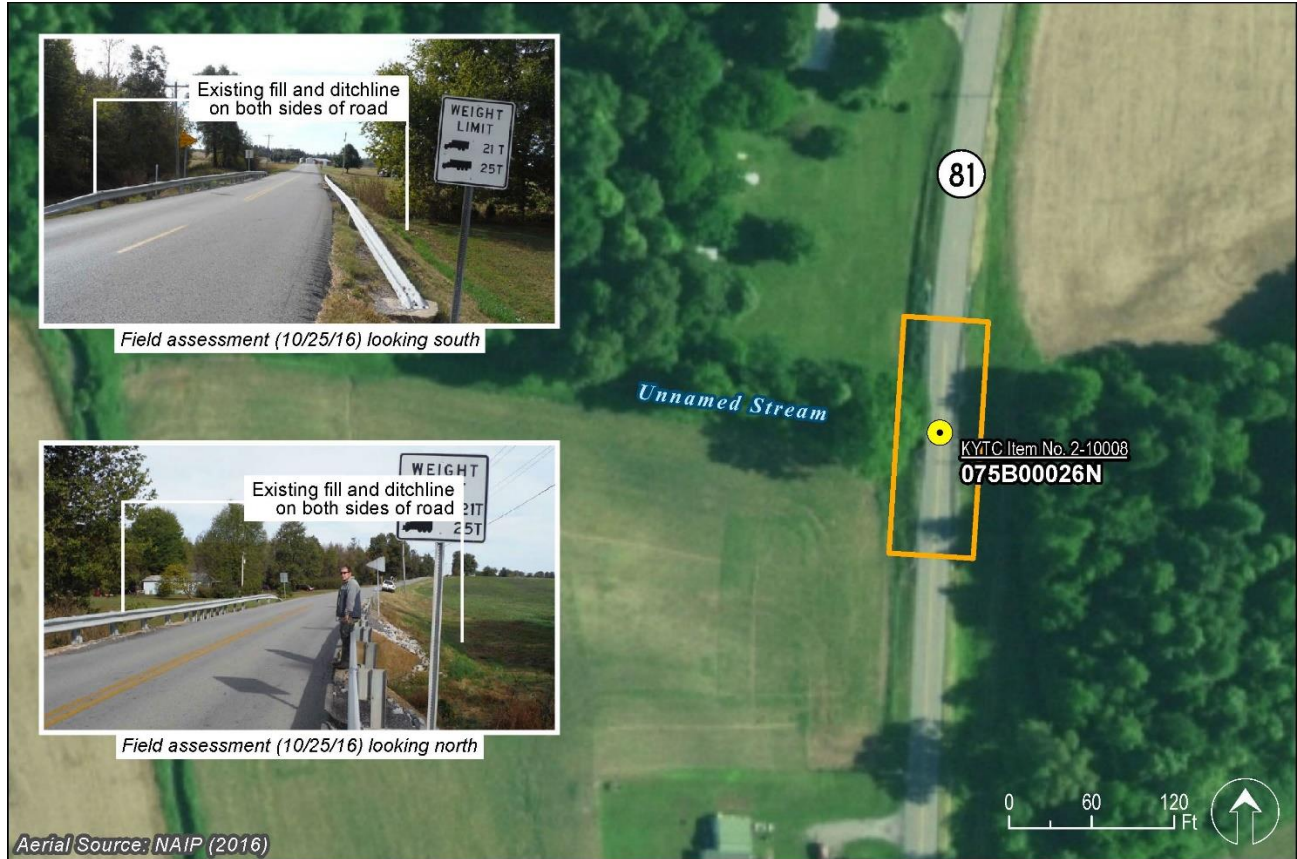 Existing fill and ditchline
on both sides of road
WEIGHT
LIMIT
21 T
25T
Field assessment (10/25/16) looking south
81
Unnamed Stream
KYTC Item No. 2-10008
075B00026N
WEIGHT
Existing fill and ditchline
on both sides of road
21T
25T
Field assessment (10/25/16) looking north
0 60 120
Ft
Aerial Source: NAIP (2016)